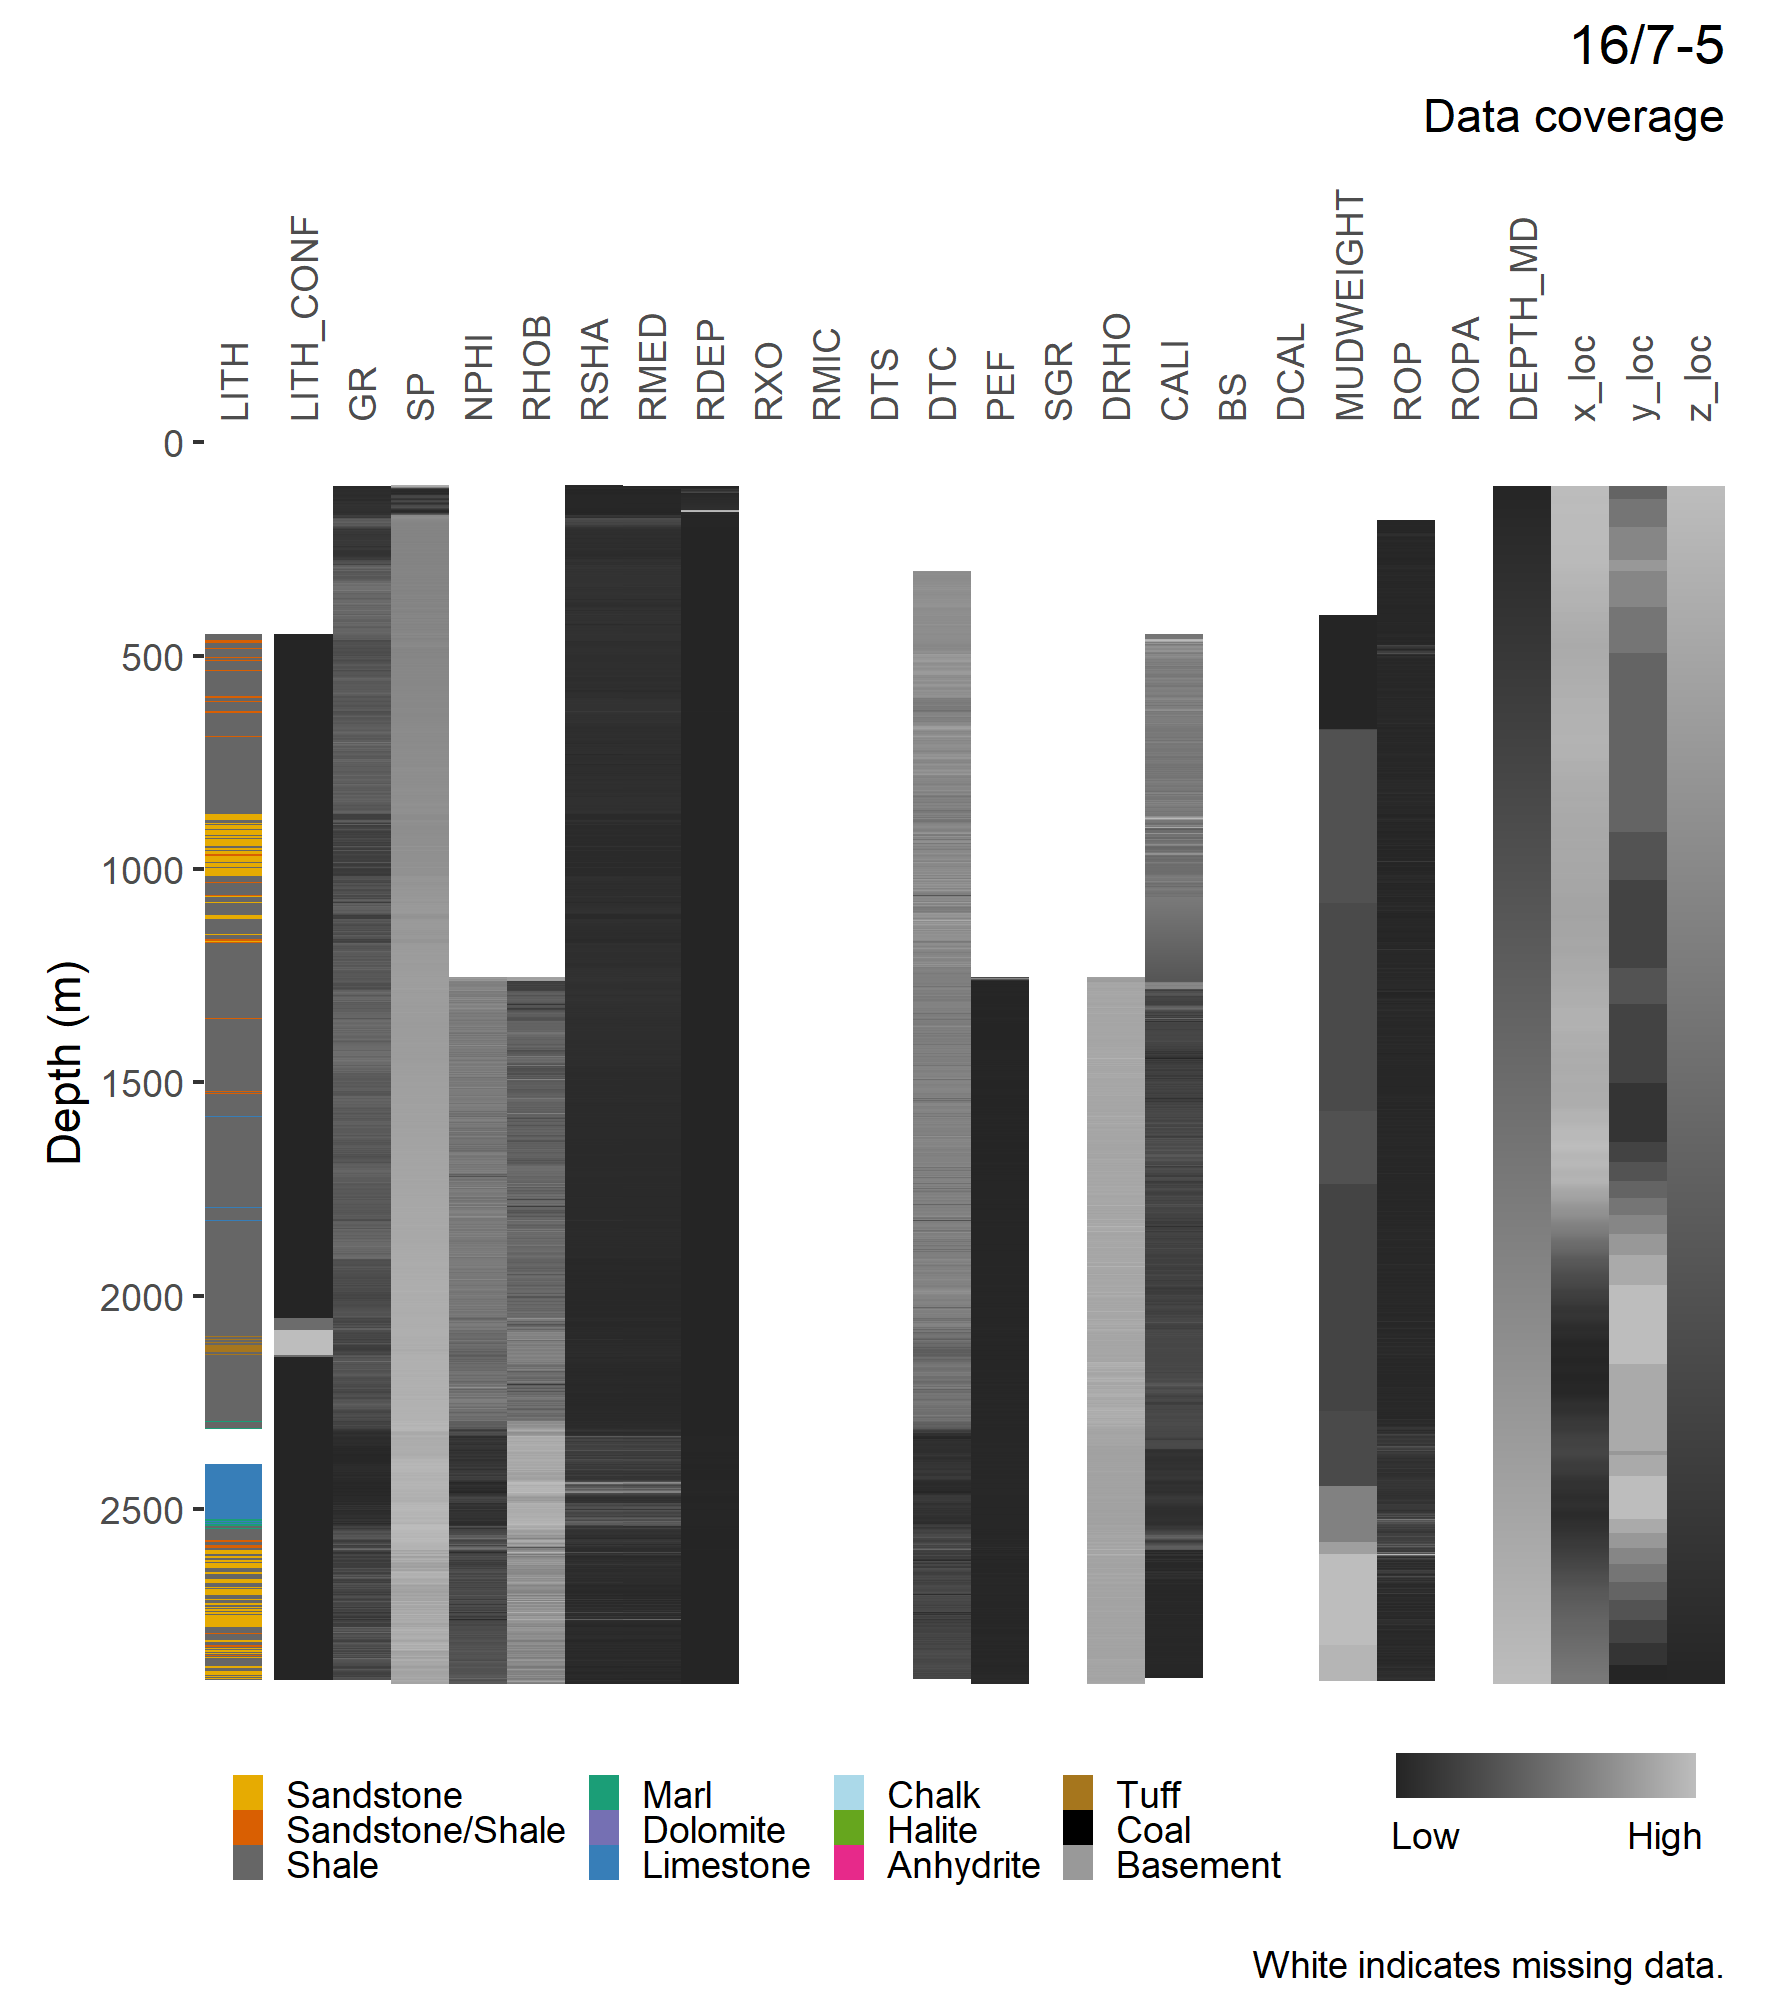 16/7-5
Data coverage
LITH
LITH_CONF
GR
SP
NPHI
RHOB
RSHA
RMED
RDEP
RXO
RMIC
DTS
DTC
PEF
SGR
DRHO
CALI
BS
DCAL
MUDWEIGHT
ROP
ROPA
DEPTH_MD
x_loc
y_loc
z_loc
0
500
1000
1500
2000
2500
Depth (m)
Sandstone
Sandstone/Shale
Shale
Marl
Dolomite
Limestone
Chalk
Halite
Anhydrite
Tuff
Coal
Basement
Low High
White indicates missing data.